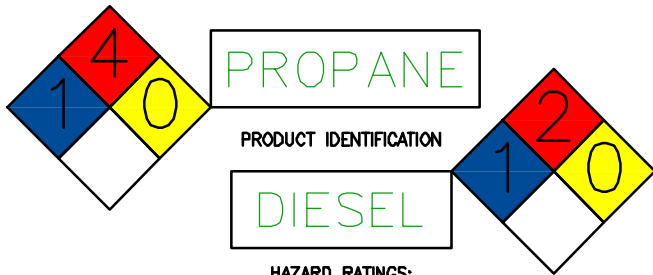 4
1 0
PROPANE
PRODUCT IDENTIFICATION
2
1 0
DIESEL
HAZARD RATINGS: